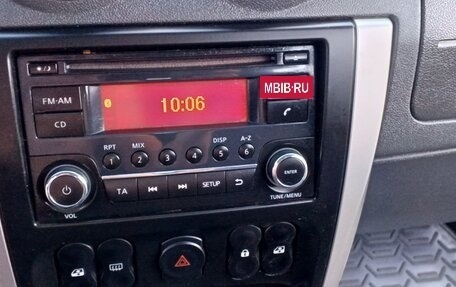 MBIB·RU
FM·AM
10:06
CD
RPT MIX DISP A-Z
1 2 3 4 5 6
TA SETUP
ENTER
VOL
TUNE/MENU